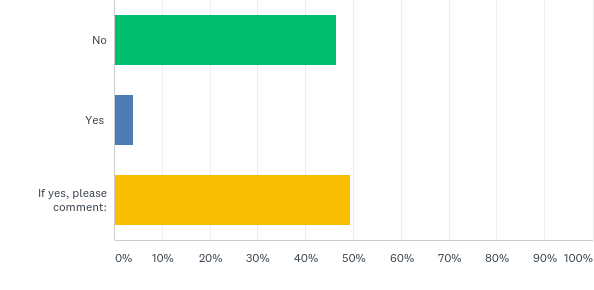 No
Yes
If yes, please
comment:
0% 10% 20% 30% 40% 50% 60% 70% 80% 90% 100%